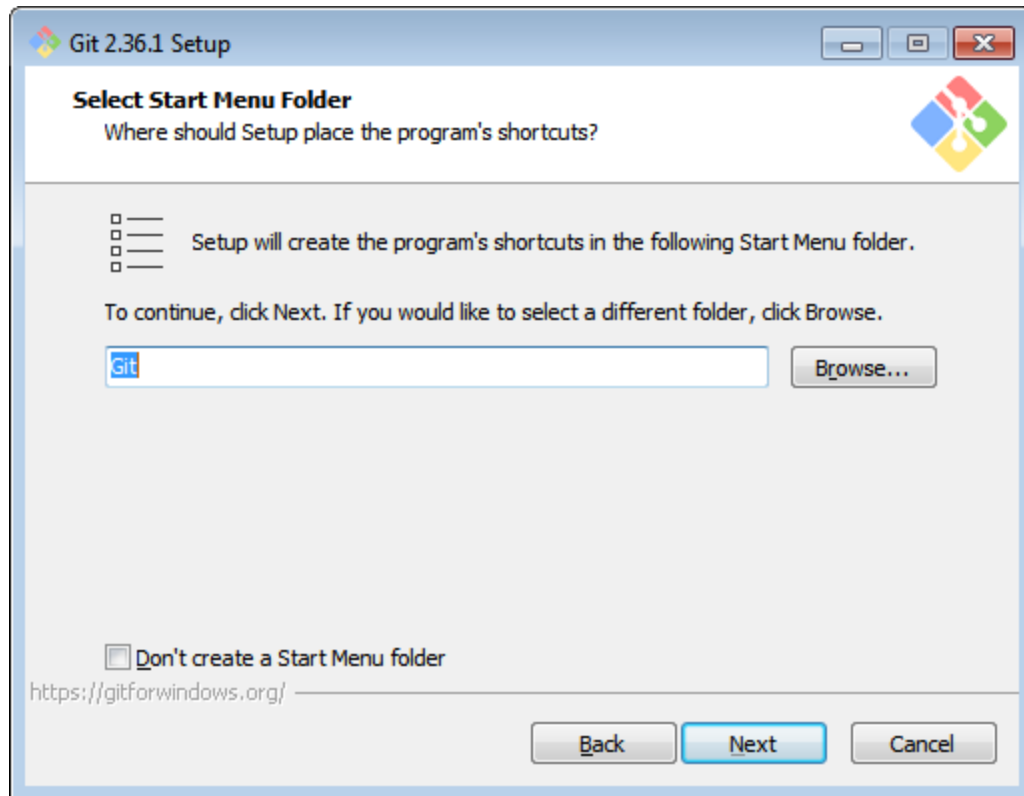 Git 2.36.1 Setup
Select Start Menu Folder
Where should Setup place the program's shortcuts?
Setup will create the program's shortcuts in the following Start Menu folder.
To continue, click Next. If you would like to select a different folder, click Browse.
Git
Browse...
Don't create a Start Menu folder
https://gitforwindows.org/
Back
Next
Cancel